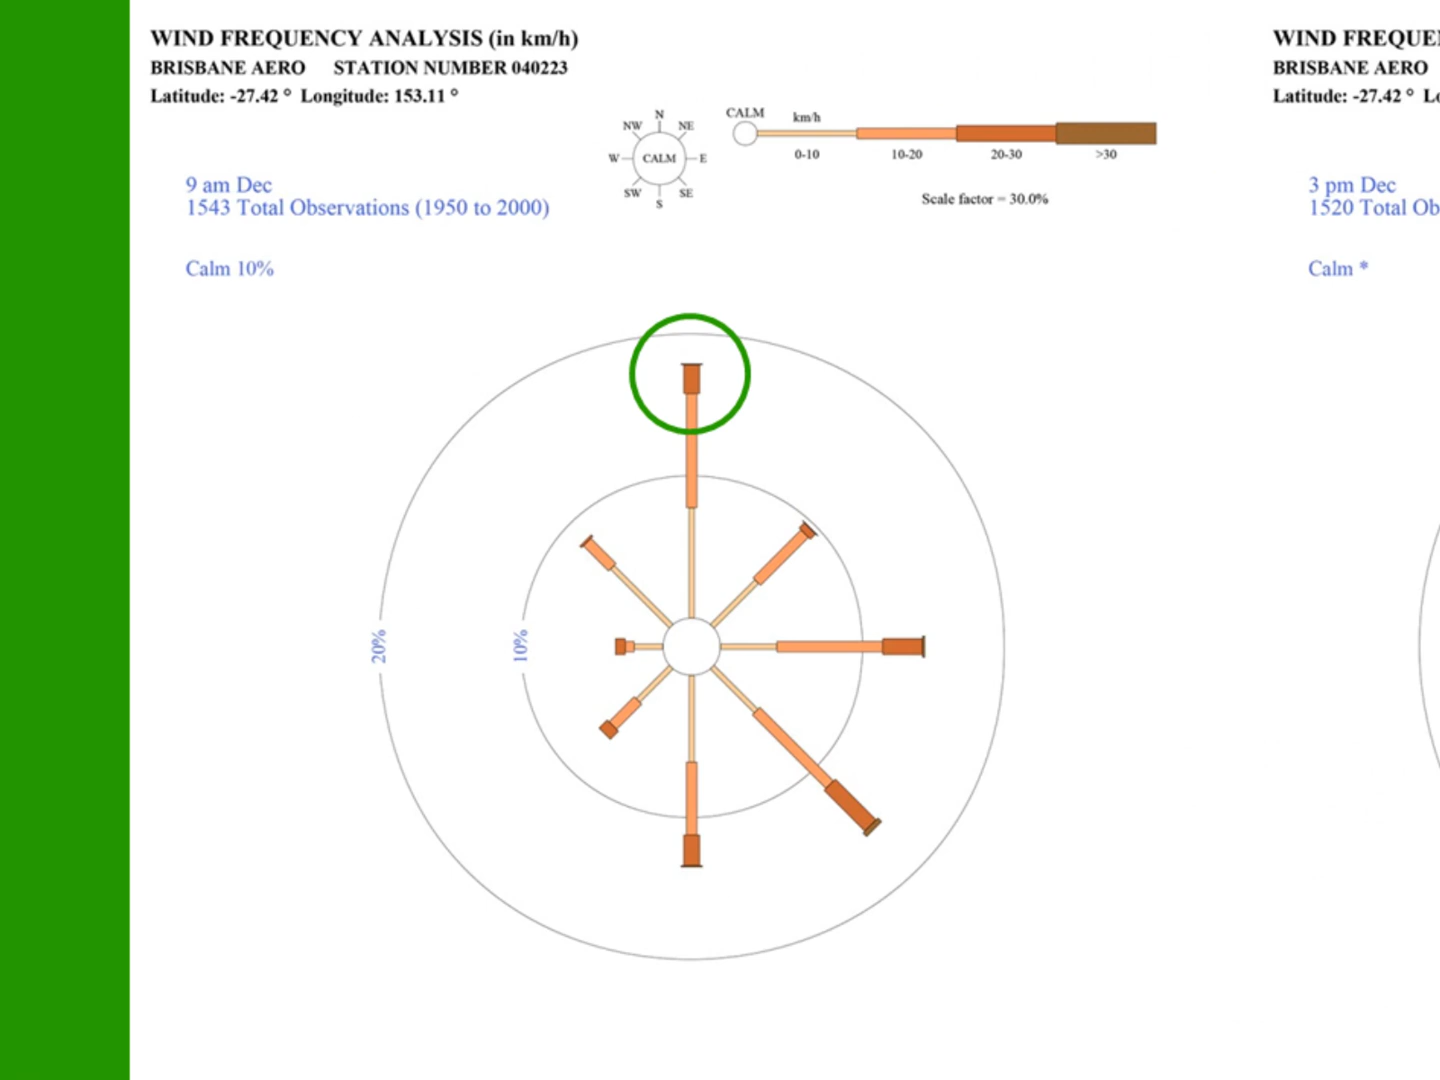 WIND FREQUENCY ANALYSIS (in km/h)
BRISBANE AERO STATION NUMBER 040223
Latitude: -27.42 ° Longitude: 153.11 °
N
NW NE
W CALM E
SW SE
S
CALM km/h
0-10 10-20 20-30 >30
Scale factor = 30.0%
9 am Dec
1543 Total Observations (1950 to 2000)
Calm 10%
20%
10%
WIND FREQUE
BRISBANE AERO
Latitude: -27.42 ° Lo
3 pm Dec
1520 Total Ob
Calm *